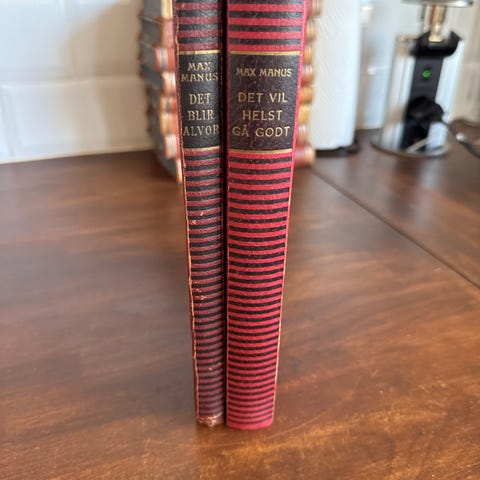 MAX
MANUS
DET
BLIR
ALVOR
MAX MANUS
DET VIL
HELST
GÅ GODT